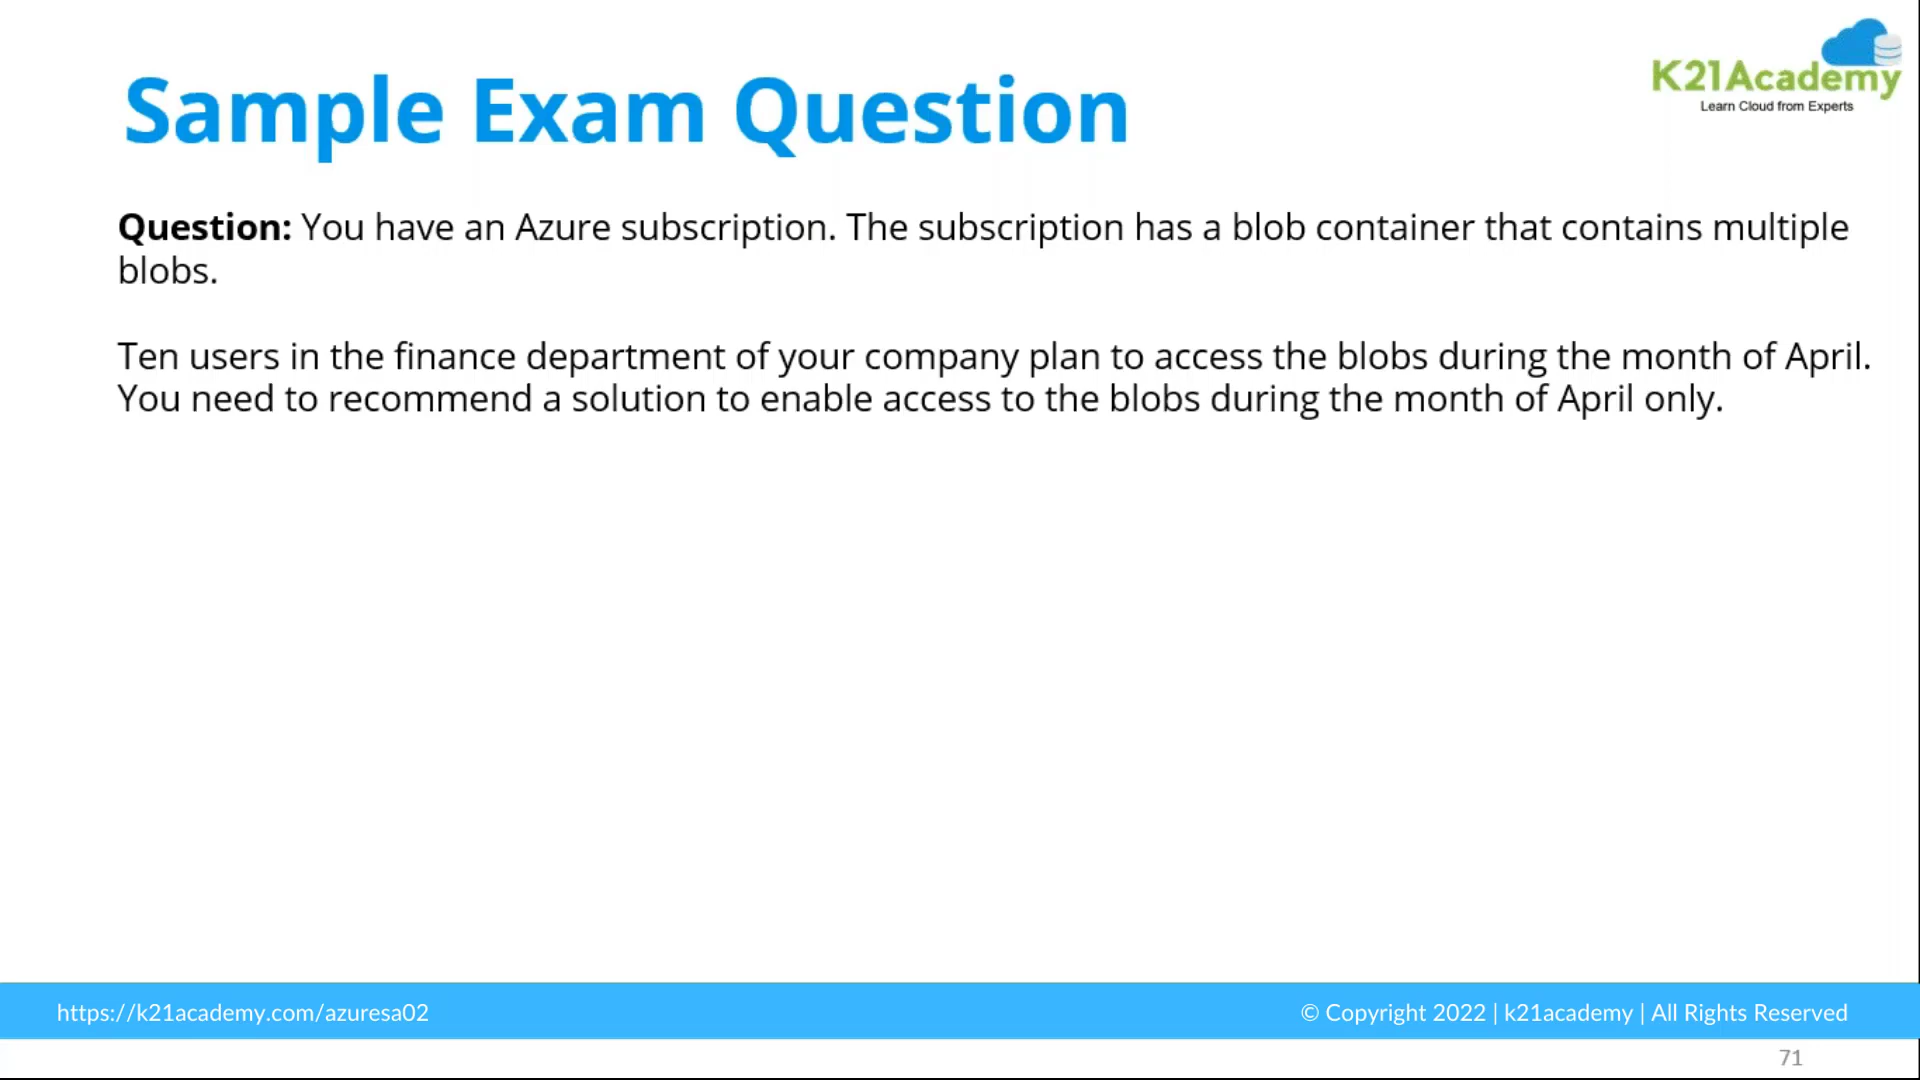 K21Academy
Learn Cloud from Experts
Sample Exam Question
Question: You have an Azure subscription. The subscription has a blob container that contains multiple
blobs.
Ten users in the finance department of your company plan to access the blobs during the month of April.
You need to recommend a solution to enable access to the blobs during the month of April only.
https://k21academy.com/azuresa02
© Copyright 2022 | k21academy | All Rights Reserved
71